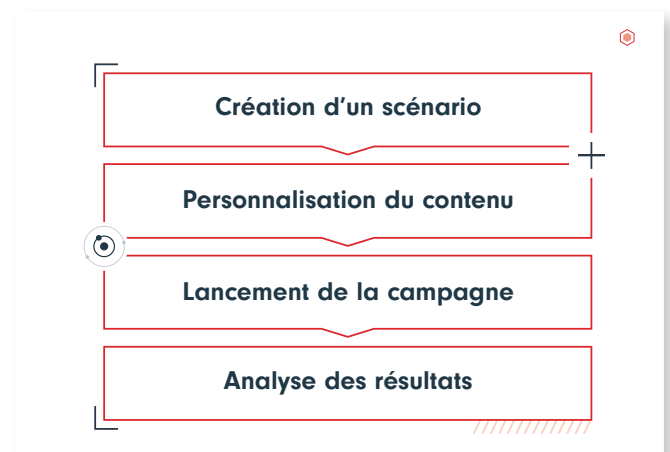 Création d’un scénario
Personnalisation du contenu
Lancement de la campagne
Analyse des résultats